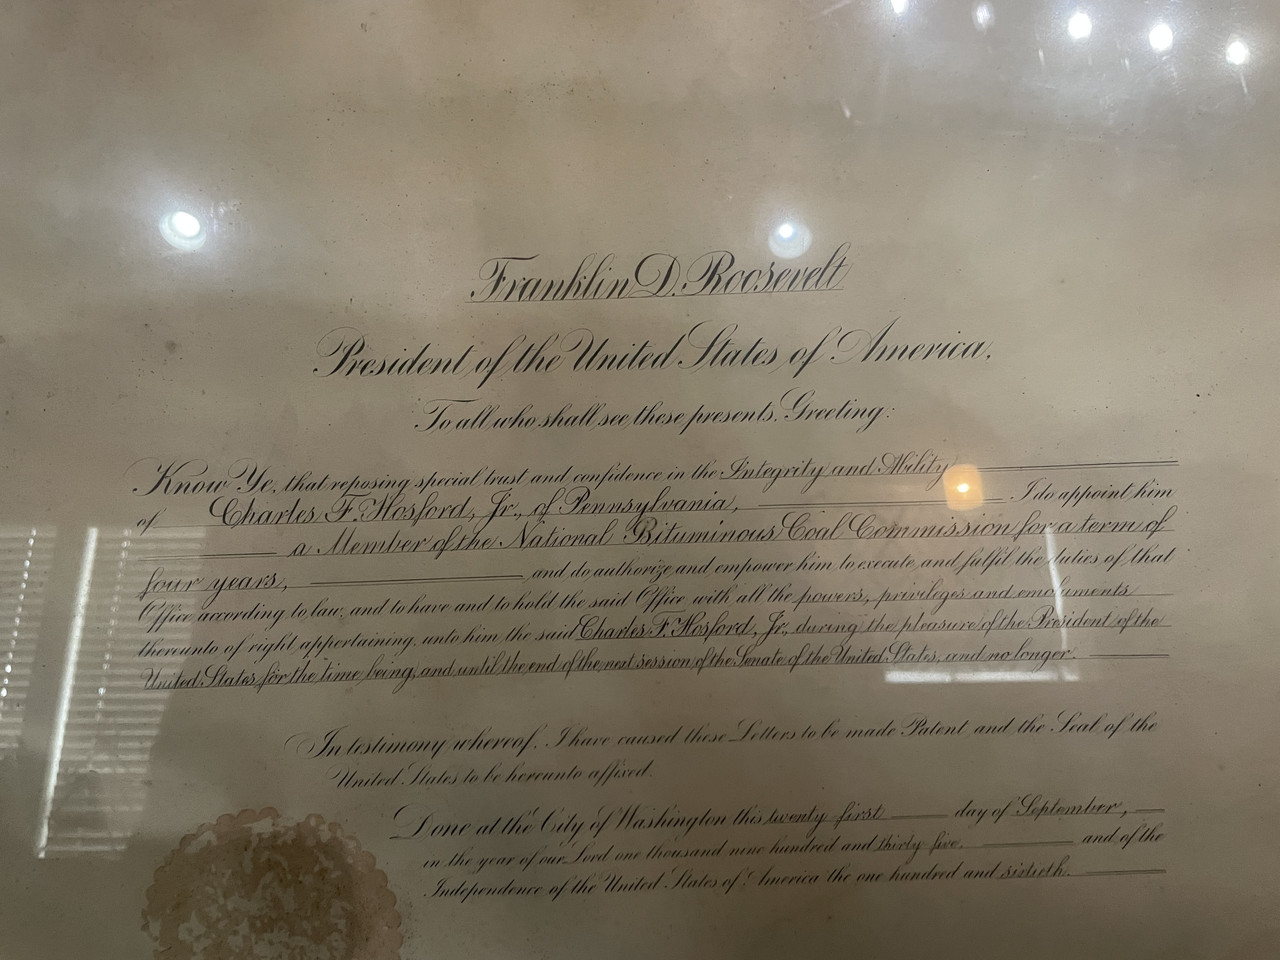 Franklin D. Roosevelt
President of the United States of America.
To all who shall see these presents, Greeting:
Know Ye, that reposing special trust and confidence in the Integrity and Ability
of Charles F. Hosford, Jr., of Pennsylvania, I do appoint him
a Member of the National Bituminous Coal Commission for a term of
four years, and do authorize and empower him to execute and fulfil the duties of that
Office according to law; and to have and to hold the said Office with all the powers, privileges and emoluments
thereunto of right appertaining, unto him the said Charles F. Hosford, Jr., during the pleasure of the President of the
United States for the time being, and until the end of the next session of the Senate of the United States, and no longer.
In testimony whereof, I have caused these Letters to be made Patent and the Seal of the
United States to be hereunto affixed.
Done at the City of Washington this twenty first day of September,
in the year of our Lord one thousand nine hundred and thirty five, and of the
Independence of the United States of America the one hundred and sixtieth.